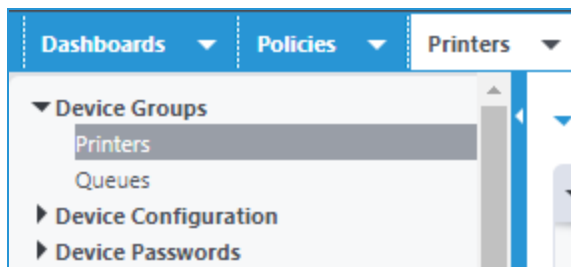 Dashboards Policies Printers
Device Groups
Printers
Queues
Device Configuration
Device Passwords